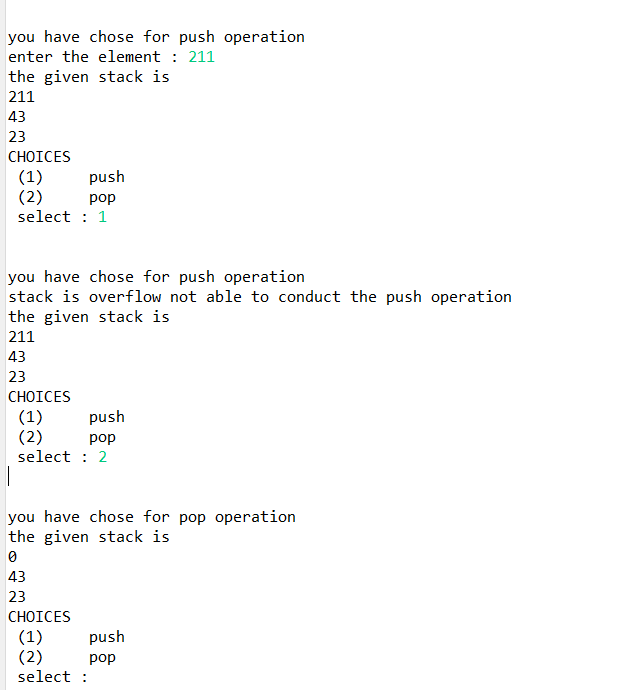 you have chose for push operation
enter the element : 211
the given stack is
211
43
23
CHOICES
(1) push
(2) pop
select : 1
you have chose for push operation
stack is overflow not able to conduct the push operation
the given stack is
211
43
23
CHOICES
(1) push
(2) pop
select : 2
you have chose for pop operation
the given stack is
0
43
23
CHOICES
(1) push
(2) pop
select :